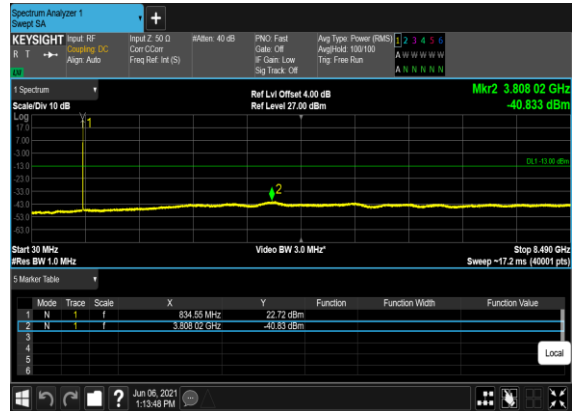 Spectrum Analyzer 1
Swept SA
+
KEYSIGHT Input: RF Input Z: 50 Ω #Atten: 40 dB PNO: Fast Avg Type: Power (RMS) 1 2 3 4 5 6
R T Coupling: DC Corr CCorr Gate: Off Avg|Hold: 100/100 A W W W W W
Align: Auto Freq Ref: Int (S) IF Gain: Low Trig: Free Run
LW Sig Track: Off A N N N N N
1 Spectrum Ref Lvl Offset 4.00 dB Mkr2 3.808 02 GHz
Scale/Div 10 dB Ref Level 27.00 dBm -40.833 dBm
Log
17.0 1
7.00
-3.00
-13.0 DL1 -13.00 dBm
-23.0
-33.0 2
-43.0
-53.0
-63.0
Start 30 MHz Video BW 3.0 MHz* Stop 8.490 GHz
#Res BW 1.0 MHz Sweep ~17.2 ms (40001 pts)
5 Marker Table
Mode Trace Scale X Y Function Function Width Function Value
1 N 1 f 834.55 MHz 22.72 dBm
2 N 1 f 3.808 02 GHz -40.83 dBm
3
4
5
6
Local
? Jun 06, 2021
1:13:48 PM